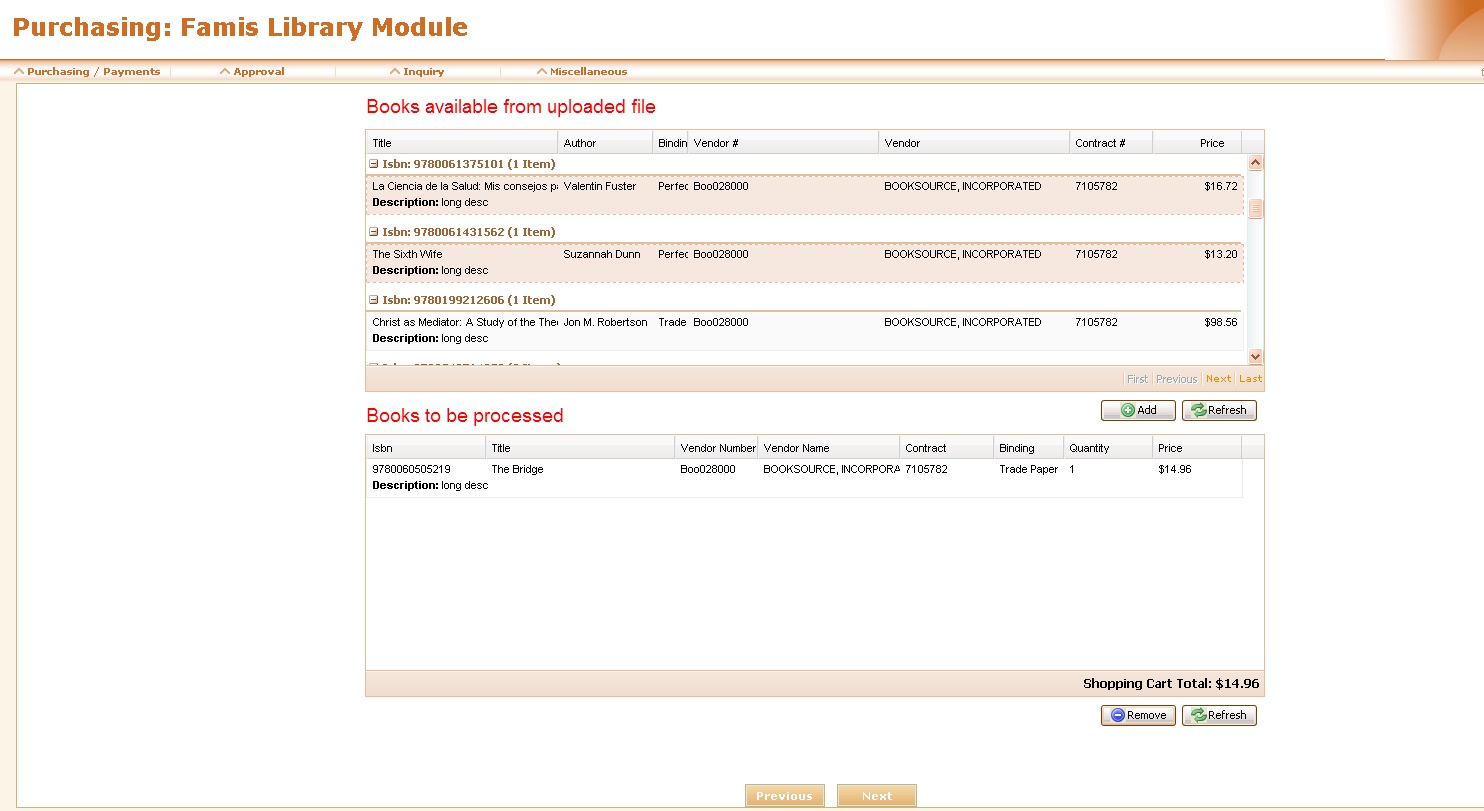 Purchasing: Famis Library Module
Purchasing / Payments Approval Inquiry Miscellaneous
Books available from uploaded file
Title Author Bindin Vendor # Vendor Contract # Price
Isbn: 9780061375101 (1 Item)
La Ciencia de la Salud: Mis consejos pa Valentin Fuster Perfec Boo028000 BOOKSOURCE, INCORPORATED 7105782 $16.72
Description: long desc
Isbn: 9780061431562 (1 Item)
The Sixth Wife Suzannah Dunn Perfec Boo028000 BOOKSOURCE, INCORPORATED 7105782 $13.20
Description: long desc
Isbn: 9780199212606 (1 Item)
Christ as Mediator: A Study of the Theo Jon M. Robertson Trade Boo028000 BOOKSOURCE, INCORPORATED 7105782 $98.56
Description: long desc
First Previous Next Last
Add Refresh
Books to be processed
Isbn Title Vendor Number Vendor Name Contract Binding Quantity Price
9780060505219 The Bridge Boo028000 BOOKSOURCE, INCORPORA 7105782 Trade Paper 1 $14.96
Description: long desc
Shopping Cart Total: $14.96
Remove Refresh
Previous Next